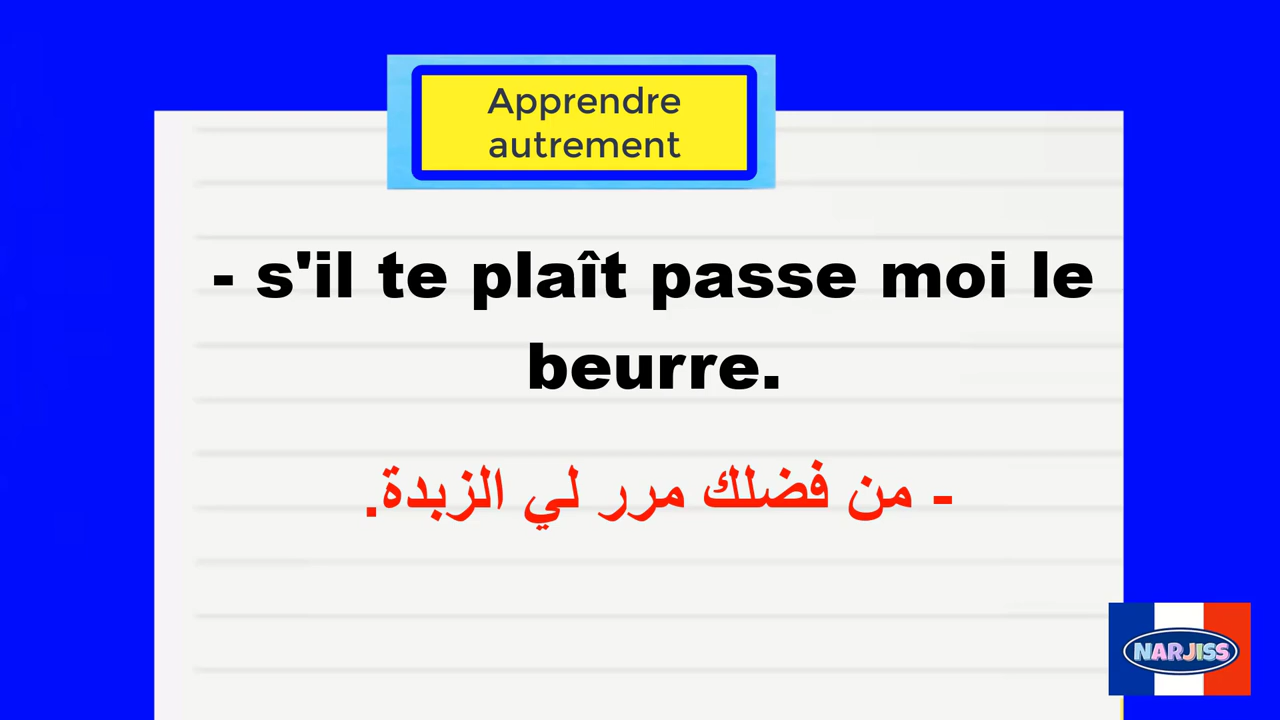 Apprendre
autrement
- s'il te plaît passe moi le
beurre.
- من فضلك مرر لي الزبدة.
NARJISS